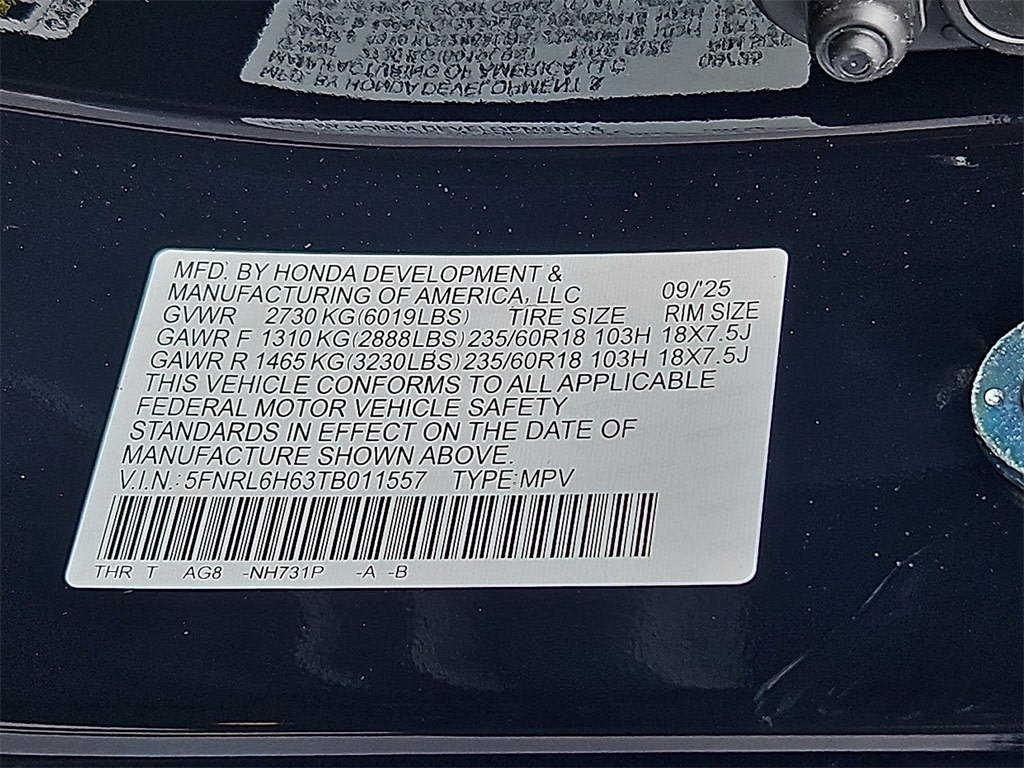 MFD. BY HONDA DEVELOPMENT &
MANUFACTURING OF AMERICA, LLC 09/'25
GVWR 2730 KG(6019LBS) TIRE SIZE RIM SIZE
GAWR F 1310 KG(2888LBS) 235/60R18 103H 18X7.5J
GAWR R 1465 KG(3230LBS) 235/60R18 103H 18X7.5J
THIS VEHICLE CONFORMS TO ALL APPLICABLE
FEDERAL MOTOR VEHICLE SAFETY
STANDARDS IN EFFECT ON THE DATE OF
MANUFACTURE SHOWN ABOVE.
V.I.N.: 5FNRL6H63TB011557 TYPE:MPV
THR T AG8 -NH731P -A -B